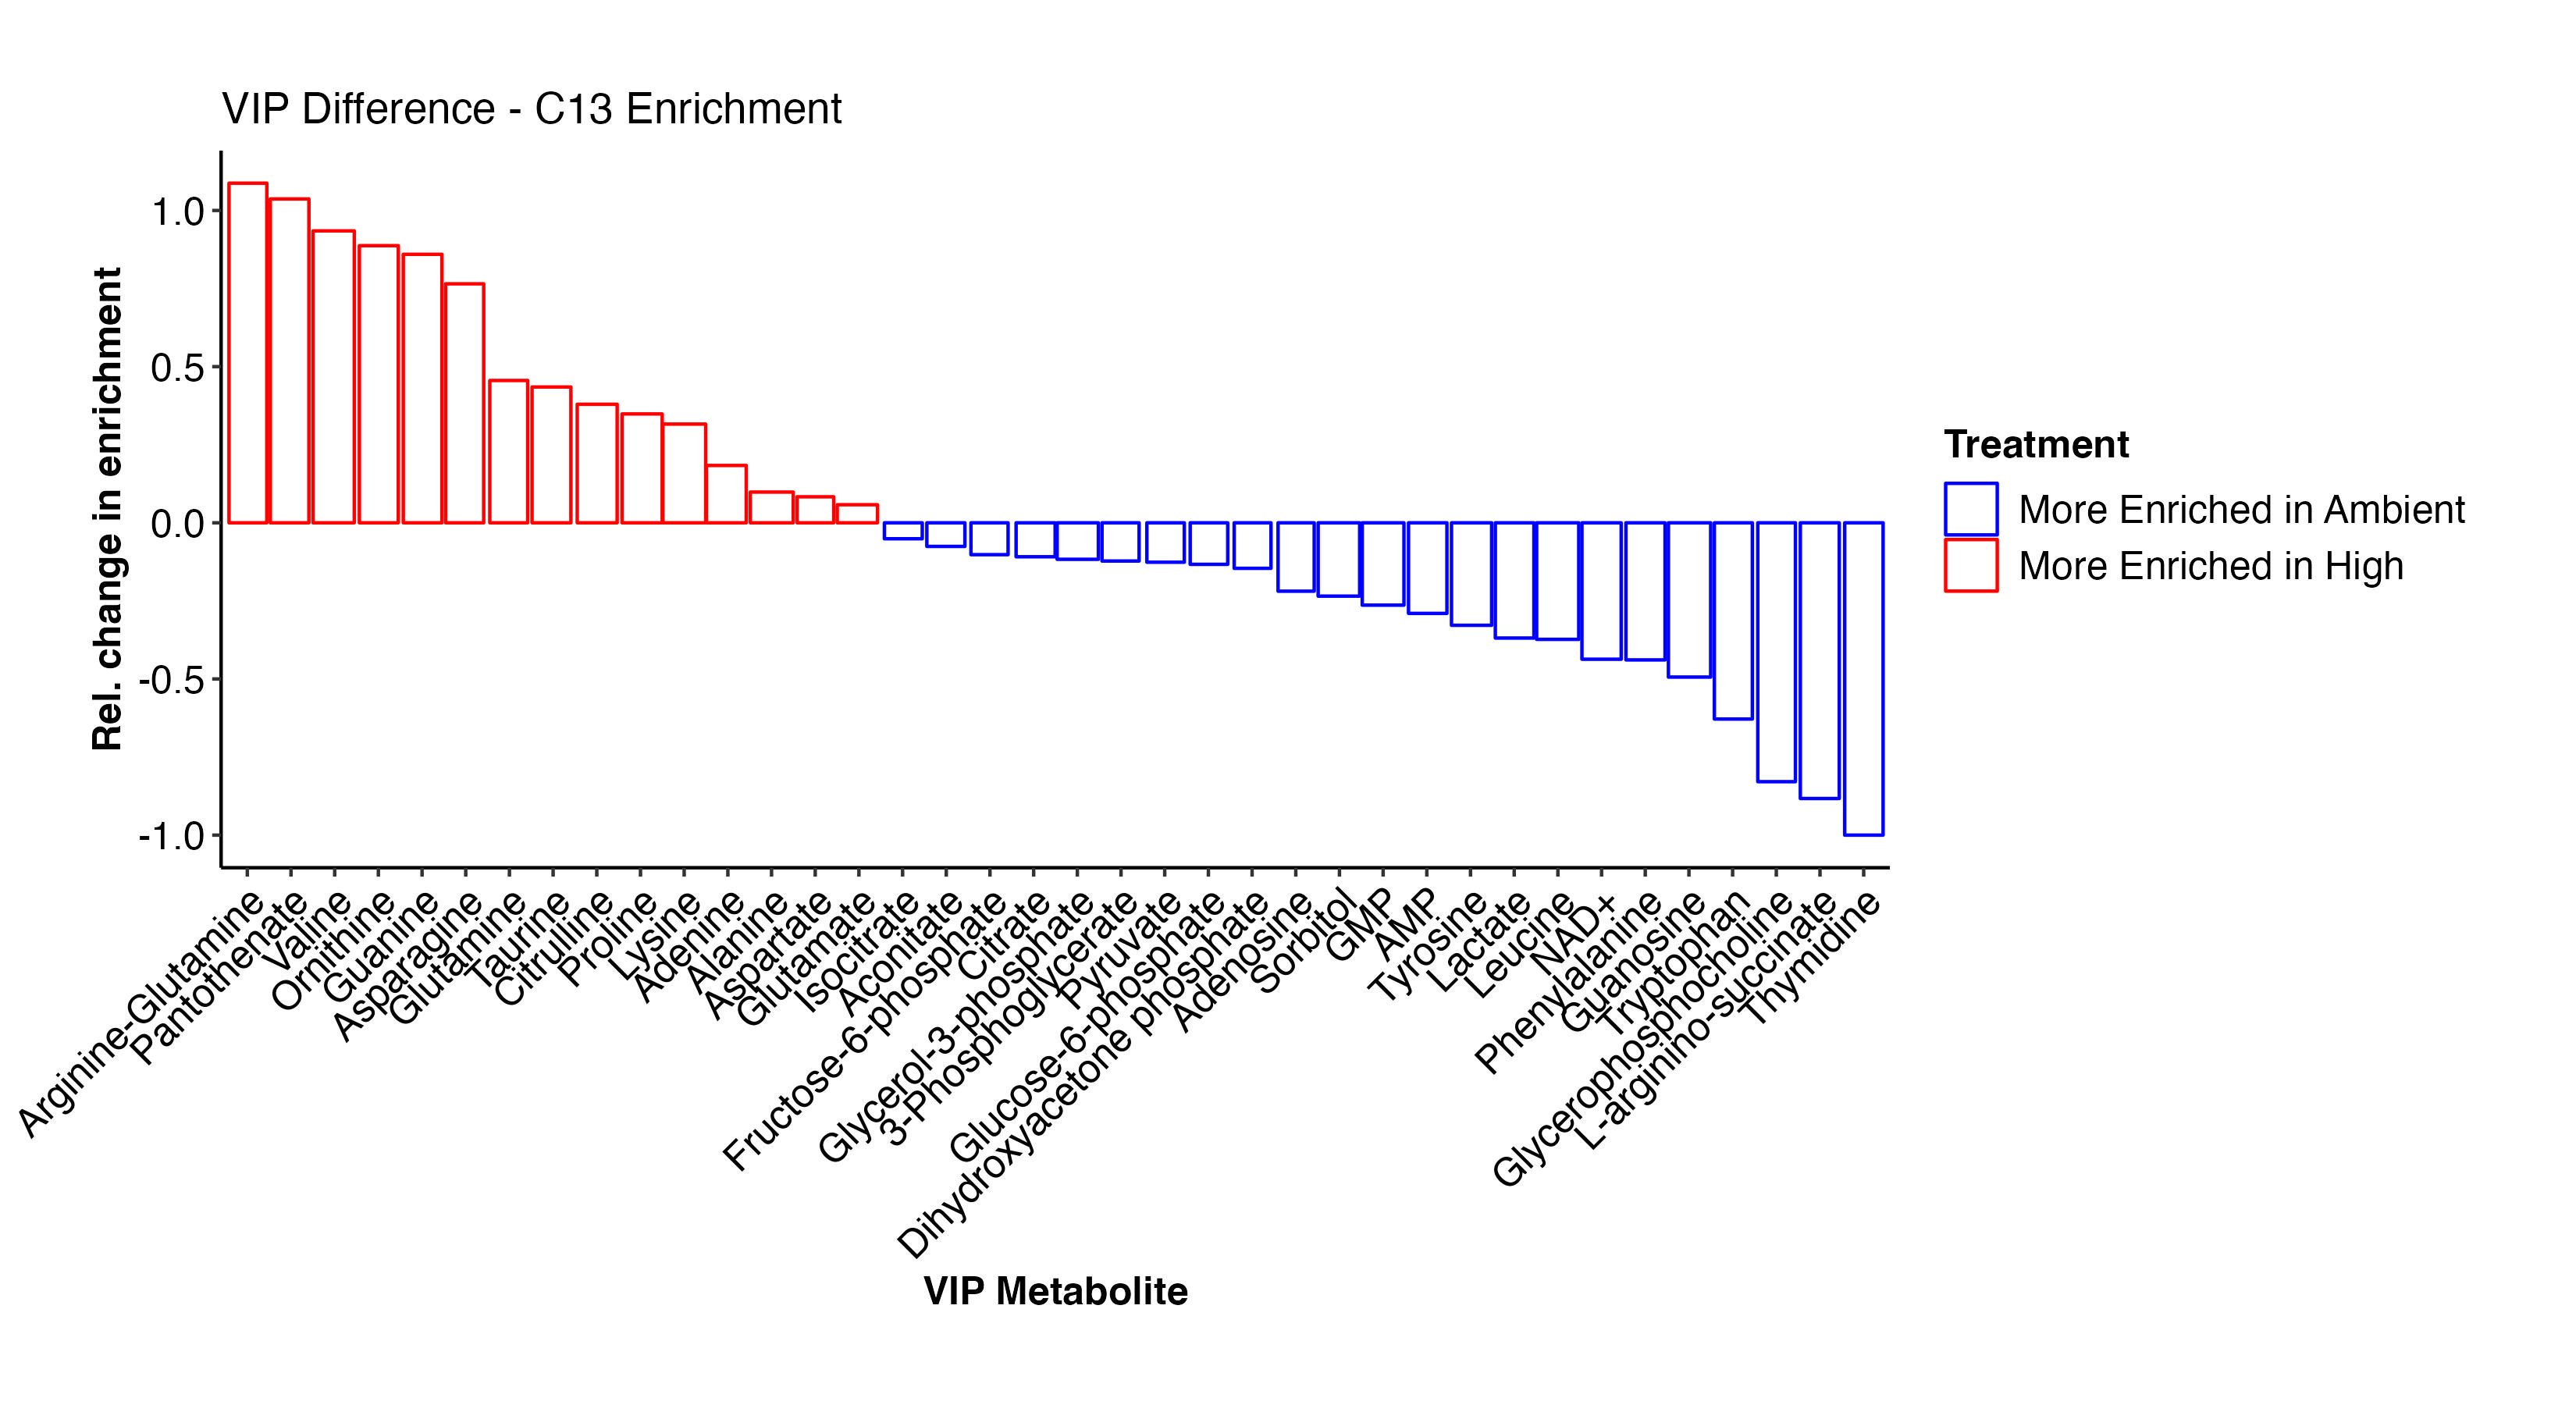 VIP Difference - C13 Enrichment
Rel. change in enrichment
1.0
0.5
0.0
-0.5
-1.0
Arginine-Glutamine
Pantothenate
Valine
Ornithine
Guanine
Asparagine
Glutamine
Taurine
Citrulline
Proline
Lysine
Adenine
Alanine
Aspartate
Glutamate
Isocitrate
Aconitate
Fructose-6-phosphate
Citrate
Glycerol-3-phosphate
3-Phosphoglycerate
Pyruvate
Glucose-6-phosphate
Dihydroxyacetone phosphate
Adenosine
Sorbitol
GMP
AMP
Tyrosine
Lactate
Leucine
NAD+
Phenylalanine
Guanosine
Tryptophan
Glycerophosphocholine
L-arginino-succinate
Thymidine
VIP Metabolite
Treatment
More Enriched in Ambient
More Enriched in High